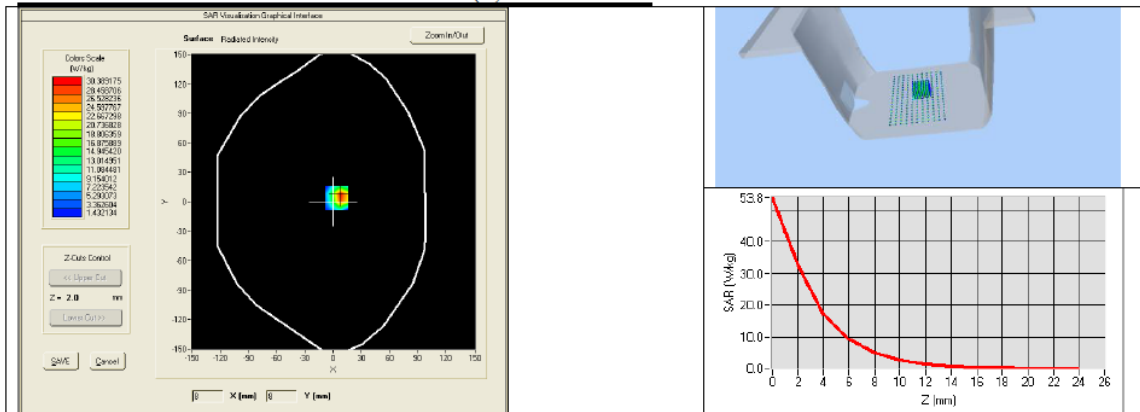 SAR Visualisation Graphical Interface
Surface Radiated Intensity
Zoom In/Out
Colors Scale
(W/kg)
30.389175
28.458706
26.528236
24.597767
22.667298
20.736828
18.806359
16.875889
14.945420
13.014951
11.084481
9.154012
7.223542
5.293073
3.362604
1.432134
Z-Cuts Control
<< Upper Cut
Z = 2.0 mm
Lower Cut >>
SAVE Cancel
150
120
90
60
30
0
-30
-60
-90
-120
-150
Y
-150 -120 -90 -60 -30 0 30 60 90 120 150
X
8 X (mm) 8 Y (mm)
53.8
40.0
30.0
20.0
10.0
0.0
SAR (W/kg)
0 2 4 6 8 10 12 14 16 18 20 22 24 26
Z (mm)